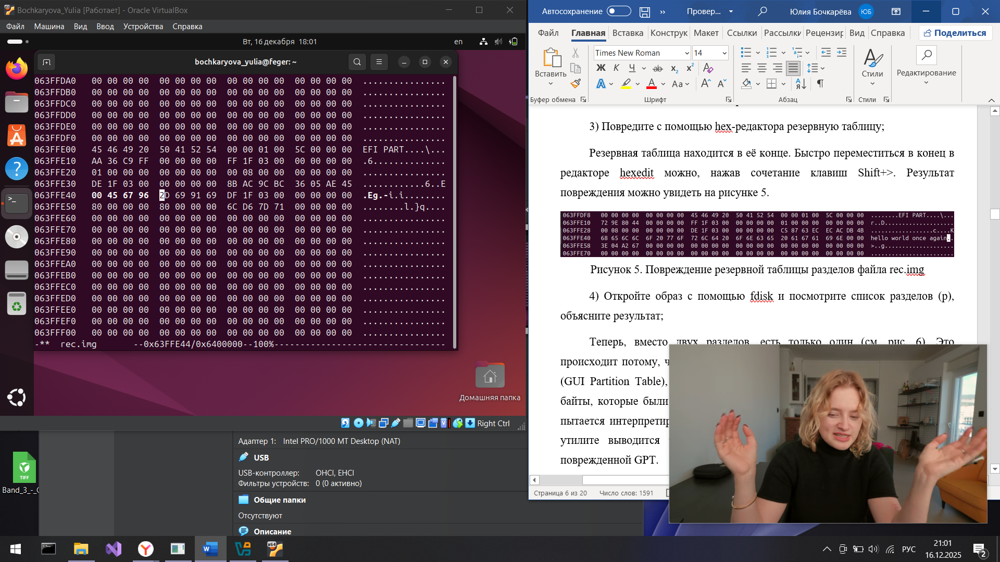 Bochkaryova_Yulia [Работает] - Oracle VirtualBox
Файл Машина Вид Ввод Устройства Справка
Вт, 16 декабря 18:01
en
bochkaryova_yulia@feger: ~
063FFDA0 00 00 00 00 00 00 00 00 00 00 00 00 00 00 00 00 ................
063FFDB0 00 00 00 00 00 00 00 00 00 00 00 00 00 00 00 00 ................
063FFDC0 00 00 00 00 00 00 00 00 00 00 00 00 00 00 00 00 ................
063FFDD0 00 00 00 00 00 00 00 00 00 00 00 00 00 00 00 00 ................
063FFDE0 00 00 00 00 00 00 00 00 00 00 00 00 00 00 00 00 ................
063FFDF0 00 00 00 00 00 00 00 00 00 00 00 00 00 00 00 00 ................
063FFE00 45 46 49 20 50 41 52 54 00 00 01 00 5C 00 00 00 EFI PART....\...
063FFE10 AA 36 C9 FF 00 00 00 00 FF 1F 03 00 00 00 00 00 .6..............
063FFE20 01 00 00 00 00 00 00 00 00 08 00 00 00 00 00 00 ................
063FFE30 DE 1F 03 00 00 00 00 00 8B AC 9C BC 36 05 AE 45 ............6..E
063FFE40 00 45 67 96 2D 69 91 69 DF 1F 03 00 00 00 00 00 .Eg.-i.i........
063FFE50 80 00 00 00 80 00 00 00 6C D6 7D 71 00 00 00 00 ........l.}q....
063FFE60 00 00 00 00 00 00 00 00 00 00 00 00 00 00 00 00 ................
063FFE70 00 00 00 00 00 00 00 00 00 00 00 00 00 00 00 00 ................
063FFE80 00 00 00 00 00 00 00 00 00 00 00 00 00 00 00 00 ................
063FFE90 00 00 00 00 00 00 00 00 00 00 00 00 00 00 00 00 ................
063FFEA0 00 00 00 00 00 00 00 00 00 00 00 00 00 00 00 00 ................
063FFEB0 00 00 00 00 00 00 00 00 00 00 00 00 00 00 00 00 ................
063FFEC0 00 00 00 00 00 00 00 00 00 00 00 00 00 00 00 00 ................
063FFED0 00 00 00 00 00 00 00 00 00 00 00 00 00 00 00 00 ................
063FFEE0 00 00 00 00 00 00 00 00 00 00 00 00 00 00 00 00 ................
063FFEF0 00 00 00 00 00 00 00 00 00 00 00 00 00 00 00 00 ................
063FFF00 00 00 00 00 00 00 00 00 00 00 00 00 00 00 00 00 ................
-** rec.img --0x63FFE44/0x6400000--100%---------------------------------
Домашняя папка
Right Ctrl
Адаптер 1: Intel PRO/1000 MT Desktop (NAT)
USB
USB-контроллер: OHCI, EHCI
Фильтры устройств: 0 (0 активно)
Общие папки
Отсутствуют
Описание
TIFF
Band_3_-_
Автосохранение
Провер...
Юлия Бочкарёва
ЮБ
Файл Главная Вставка Конструк Макет Ссылки Рассылки Рецензир Вид Справка
Поделиться
Times New Roman 14
Вставить
Ж К Ч ab x₂ x²
Aa
Стили
Редактирование
Буфер обмена Шрифт Абзац Стили
3) Повредите с помощью hex-редактора резервную таблицу;
Резервная таблица находится в её конце. Быстро переместиться в конец в
редакторе hexedit можно, нажав сочетание клавиш Shift+>. Результат
повреждения можно увидеть на рисунке 5.
063FFDF8 00 00 00 00 00 00 00 00 45 46 49 20 50 41 52 54 00 00 01 00 5C 00 00 00 ........EFI PART....\...
063FFE10 72 9E 80 44 00 00 00 00 FF 1F 03 00 00 00 00 00 01 00 00 00 00 00 00 00 r..D....................
063FFE28 00 08 00 00 00 00 00 00 DE 1F 03 00 00 08 00 00 C5 87 63 EC EC AC DB 4B ..................c....K
063FFE40 68 65 6C 6C 6F 20 77 6F 72 6C 64 20 6F 6E 63 65 20 61 67 61 69 6E 00 00 hello world once again..
063FFE58 3E 04 A2 67 00 00 00 00 00 00 00 00 00 00 00 00 00 00 00 00 00 00 00 00 >..g....................
063FFE70 00 00 00 00 00 00 00 00 00 00 00 00 00 00 00 00 00 00 00 00 00 00 00 00 ........................
Рисунок 5. Повреждение резервной таблицы разделов файла rec.img
4) Откройте образ с помощью fdisk и посмотрите список разделов (p),
объясните результат;
Теперь, вместо двух разделов, есть только один (см. рис. 6). Это
происходит потому,
(GUI Partition Table),
байты, которые были
пытается
утилите выводится
поврежденной GPT.
Страница 6 из 20 Число слов: 1591
x64
РУС
21:01
16.12.2025
2